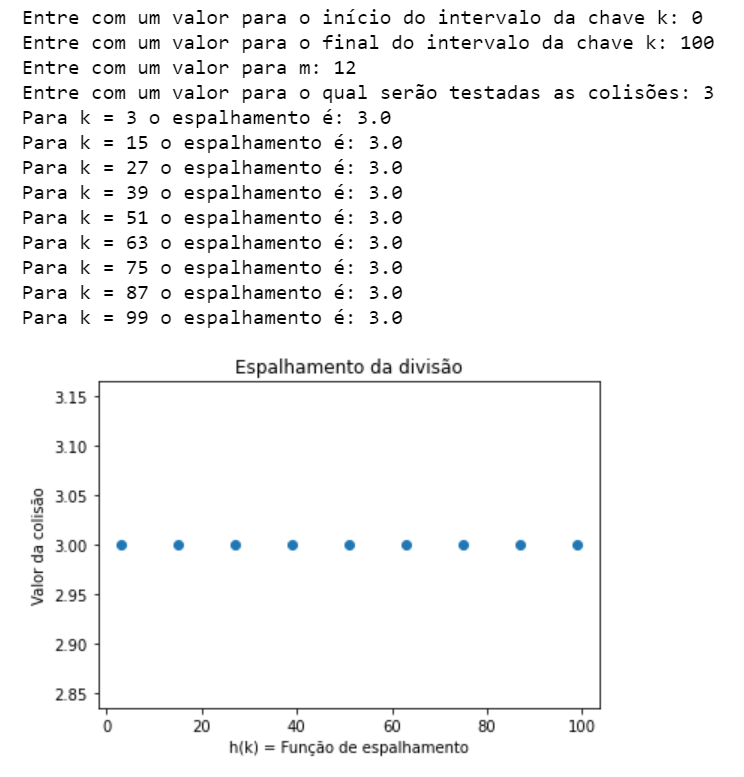 Entre com um valor para o início do intervalo da chave k: 0
Entre com um valor para o final do intervalo da chave k: 100
Entre com um valor para m: 12
Entre com um valor para o qual serão testadas as colisões: 3
Para k = 3 o espalhamento é: 3.0
Para k = 15 o espalhamento é: 3.0
Para k = 27 o espalhamento é: 3.0
Para k = 39 o espalhamento é: 3.0
Para k = 51 o espalhamento é: 3.0
Para k = 63 o espalhamento é: 3.0
Para k = 75 o espalhamento é: 3.0
Para k = 87 o espalhamento é: 3.0
Para k = 99 o espalhamento é: 3.0
Espalhamento da divisão
Valor da colisão
3.15
3.10
3.05
3.00
2.95
2.90
2.85
0 20 40 60 80 100
h(k) = Função de espalhamento